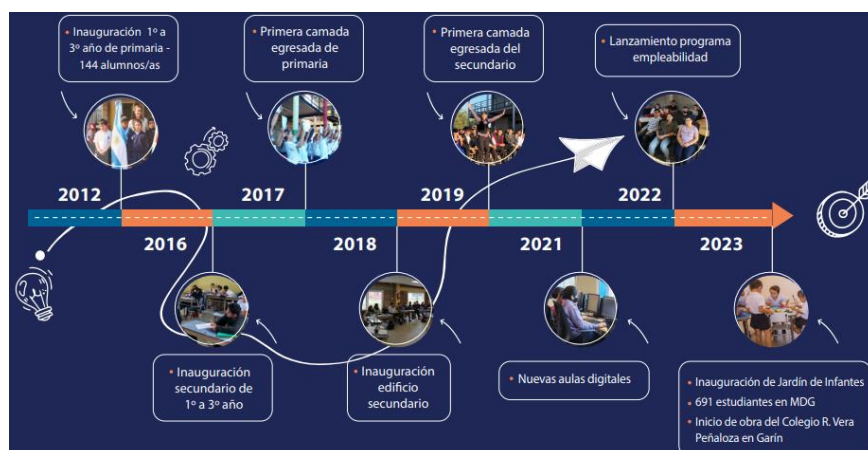 • Inauguración 1º a
3º año de primaria -
144 alumnos/as
• Primera camada
egresada de
primaria
• Primera camada
egresada del
secundario
• Lanzamiento programa
empleabilidad
2012
2017
2019
2022
2016
2018
2021
2023
• Inauguración
secundario de
1º a 3º año
• Inauguración
edificio
secundario
• Nuevas aulas digitales
• Inauguración de Jardín de Infantes
• 691 estudiantes en MDG
• Inicio de obra del Colegio R. Vera
Peñaloza en Garín